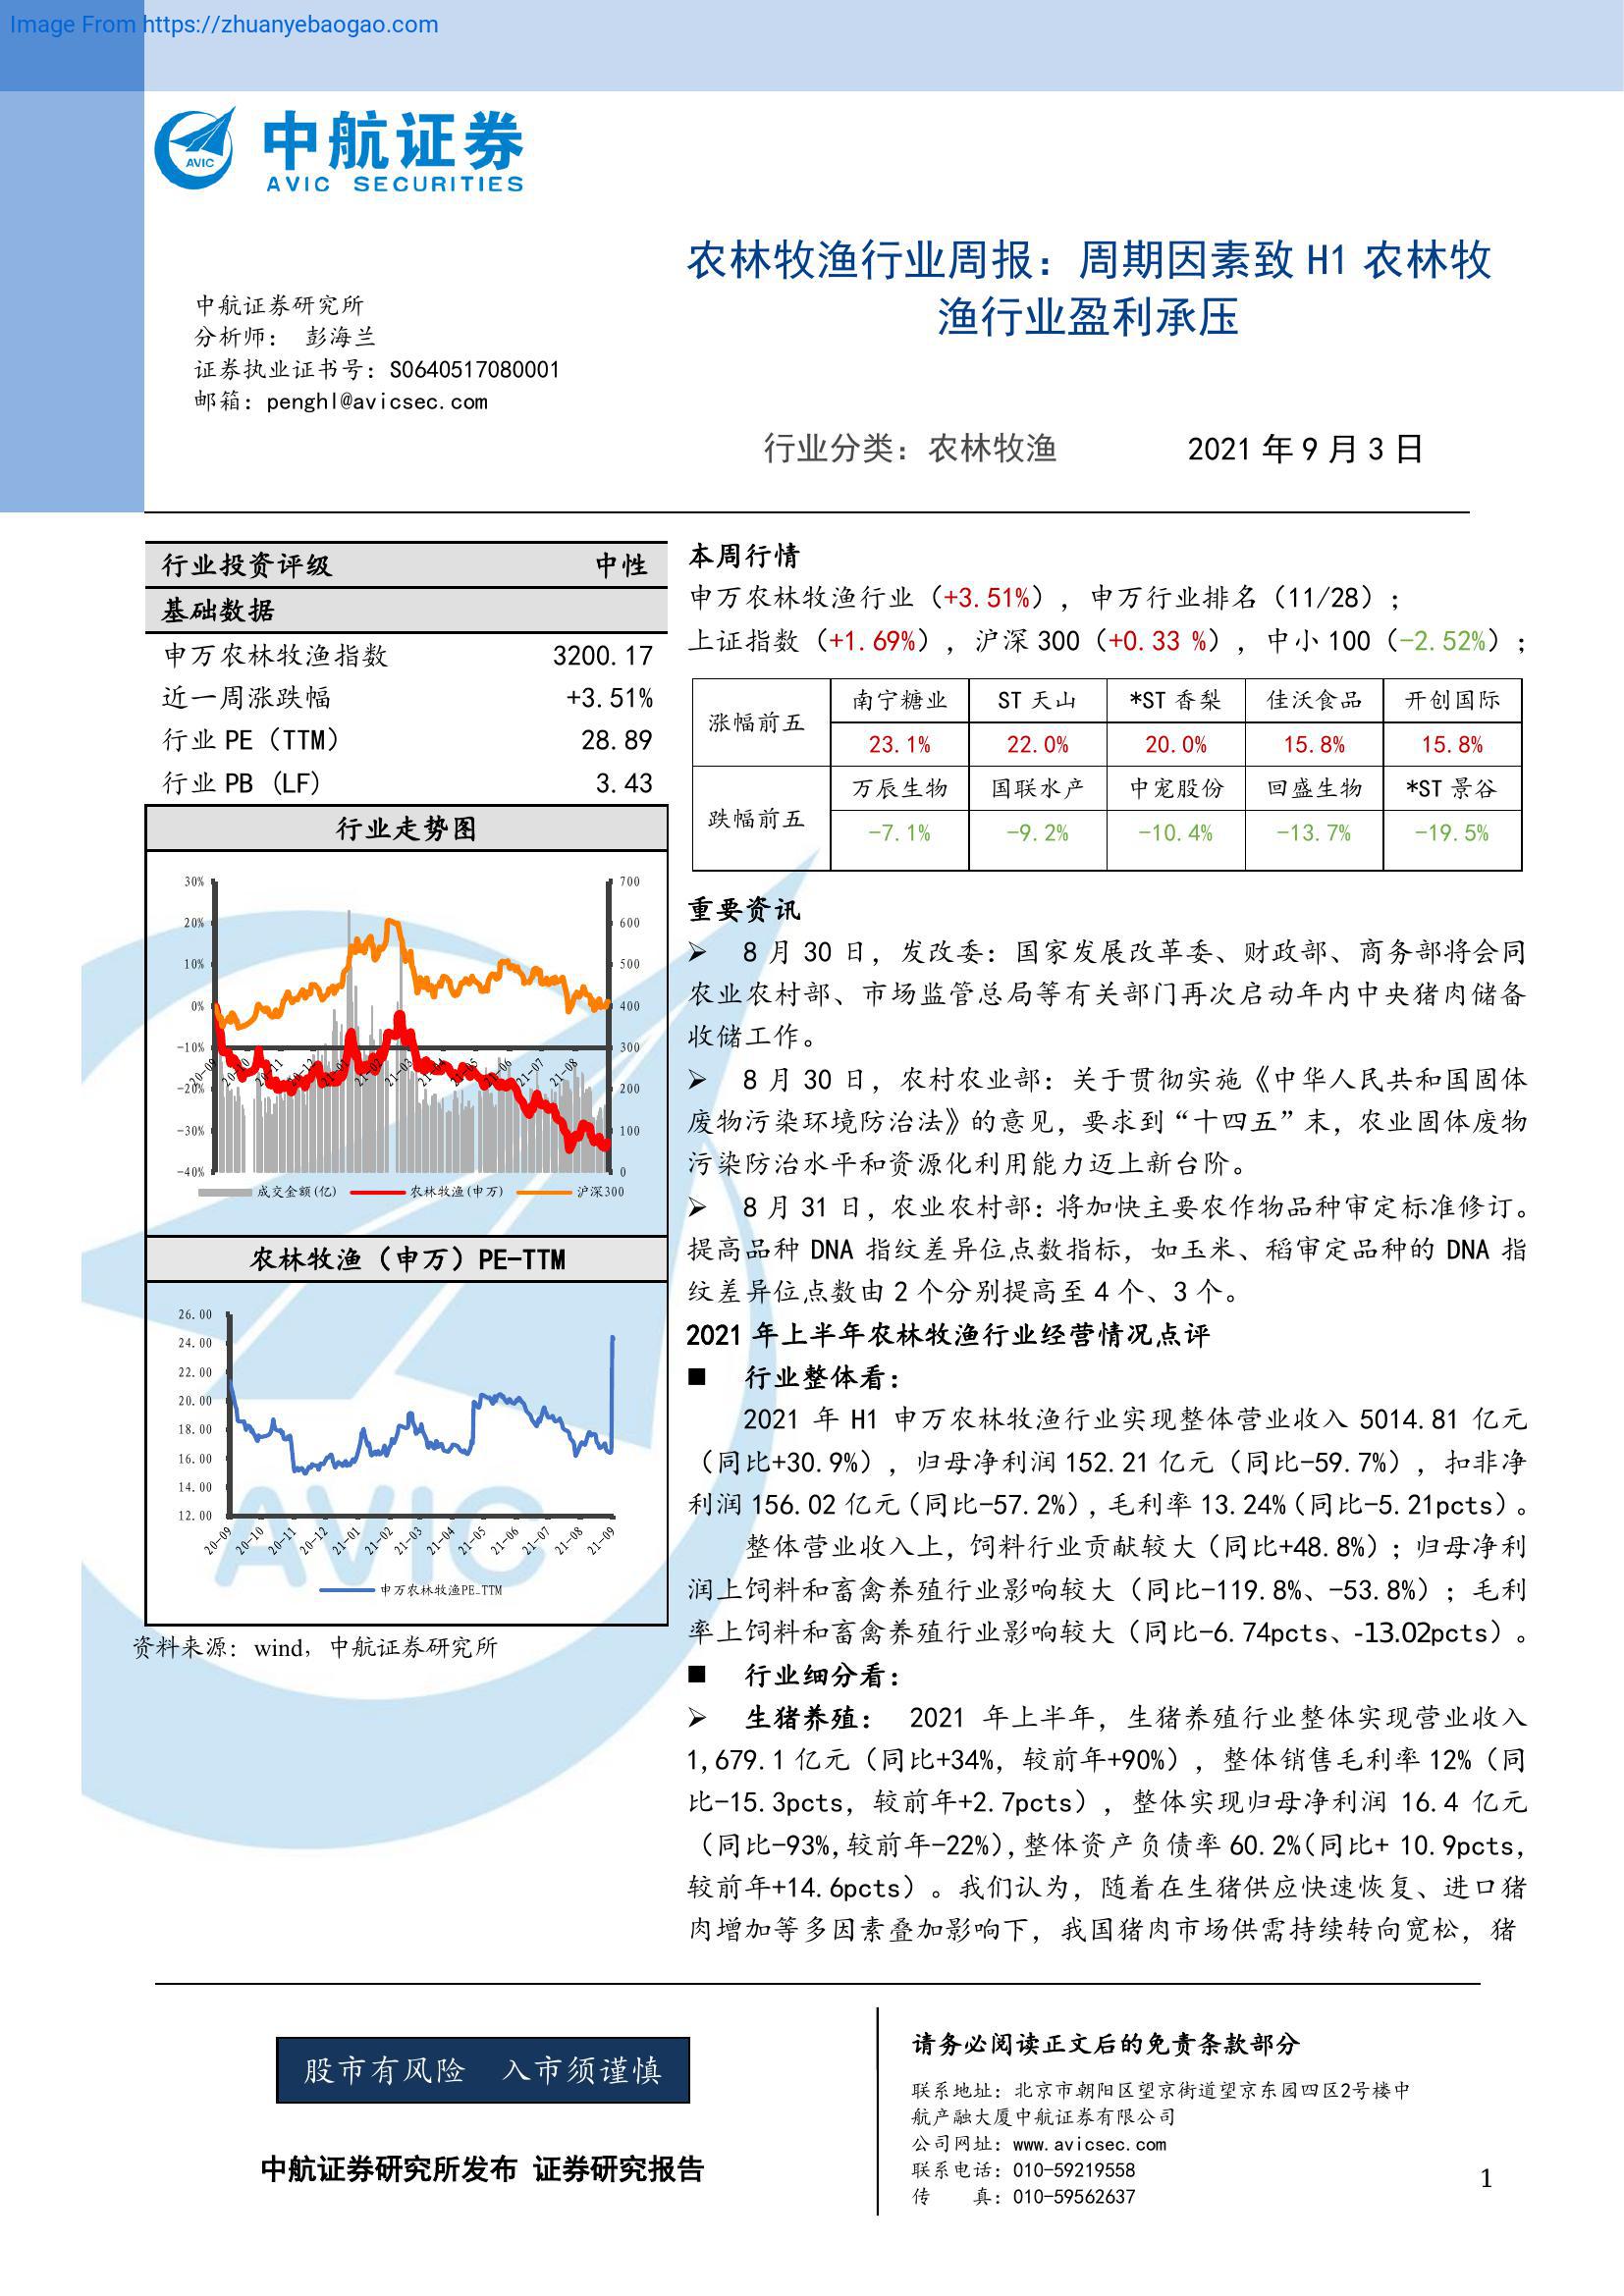 Image From https://zhuanyebaogao.com
中航证券
AVIC SECURITIES
AVIC
农林牧渔行业周报：周期因素致 H1 农林牧
渔行业盈利承压
中航证券研究所
分析师： 彭海兰
证券执业证书号：S0640517080001
邮箱：penghl@avicsec.com
行业分类：农林牧渔 2021 年 9 月 3 日
行业投资评级 中性
基础数据
申万农林牧渔指数 3200.17
近一周涨跌幅 +3.51%
行业 PE（TTM） 28.89
行业 PB (LF) 3.43
行业走势图
30%
20%
10%
0%
-10%
-20%
-30%
-40%
700
600
500
400
300
200
100
0
20-09 20-10 20-11 20-12 21-01 21-02 21-03 21-04 21-05 21-06 21-07 21-08
成交金额(亿) 农林牧渔(申万) 沪深300
农林牧渔（申万）PE-TTM
26.00
24.00
22.00
20.00
18.00
16.00
14.00
12.00
20-09 20-10 20-11 20-12 21-01 21-02 21-03 21-04 21-05 21-06 21-07 21-08 21-09
申万农林牧渔PE-TTM
AVIC
资料来源：wind，中航证券研究所
本周行情
申万农林牧渔行业（+3.51%），申万行业排名（11/28）；
上证指数（+1.69%），沪深 300（+0.33 %），中小 100（-2.52%）；
涨幅前五 南宁糖业 ST 天山 *ST 香梨 佳沃食品 开创国际
23.1% 22.0% 20.0% 15.8% 15.8%
跌幅前五 万辰生物 国联水产 中宠股份 回盛生物 *ST 景谷
-7.1% -9.2% -10.4% -13.7% -19.5%
重要资讯
➢ 8 月 30 日，发改委：国家发展改革委、财政部、商务部将会同
农业农村部、市场监管总局等有关部门再次启动年内中央猪肉储备
收储工作。
➢ 8 月 30 日，农村农业部：关于贯彻实施《中华人民共和国固体
废物污染环境防治法》的意见，要求到“十四五”末，农业固体废物
污染防治水平和资源化利用能力迈上新台阶。
➢ 8 月 31 日，农业农村部：将加快主要农作物品种审定标准修订。
提高品种 DNA 指纹差异位点数指标，如玉米、稻审定品种的 DNA 指
纹差异位点数由 2 个分别提高至 4 个、3 个。
2021 年上半年农林牧渔行业经营情况点评
■ 行业整体看：
2021 年 H1 申万农林牧渔行业实现整体营业收入 5014.81 亿元
（同比+30.9%），归母净利润 152.21 亿元（同比-59.7%），扣非净
利润 156.02 亿元（同比-57.2%），毛利率 13.24%（同比-5.21pcts）。
整体营业收入上，饲料行业贡献较大（同比+48.8%）；归母净利
润上饲料和畜禽养殖行业影响较大（同比-119.8%、-53.8%）；毛利
率上饲料和畜禽养殖行业影响较大（同比-6.74pcts、-13.02pcts）。
■ 行业细分看：
➢ 生猪养殖： 2021 年上半年，生猪养殖行业整体实现营业收入
1,679.1 亿元（同比+34%，较前年+90%），整体销售毛利率 12%（同
比-15.3pcts，较前年+2.7pcts），整体实现归母净利润 16.4 亿元
（同比-93%,较前年-22%）,整体资产负债率 60.2%（同比+ 10.9pcts,
较前年+14.6pcts）。我们认为，随着在生猪供应快速恢复、进口猪
肉增加等多因素叠加影响下，我国猪肉市场供需持续转向宽松，猪
股市有风险 入市须谨慎
中航证券研究所发布 证券研究报告
请务必阅读正文后的免责条款部分
联系地址：北京市朝阳区望京街道望京东园四区2号楼中
航产融大厦中航证券有限公司
公司网址：www.avicsec.com
联系电话：010-59219558
传 真：010-59562637
1